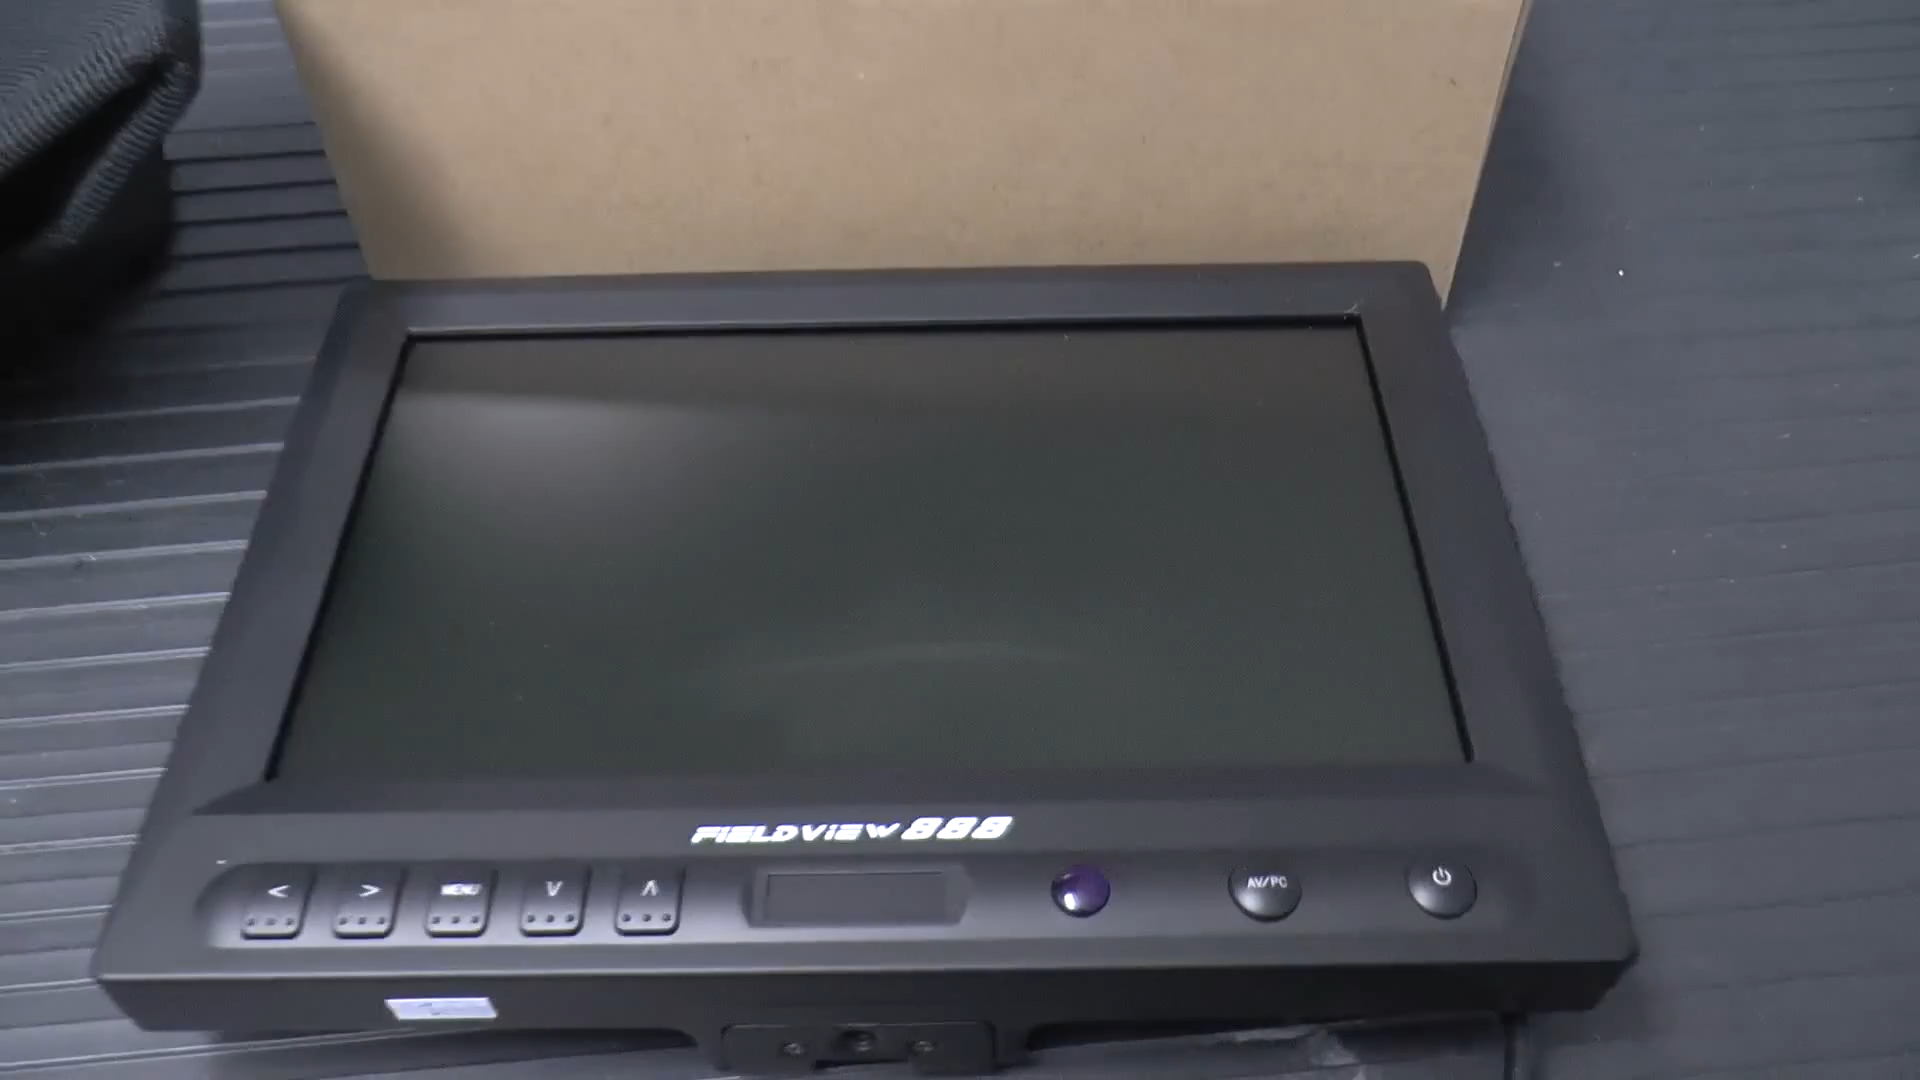 FIELDVIEW 888
< > MENU ∨ ∧ AV/PC